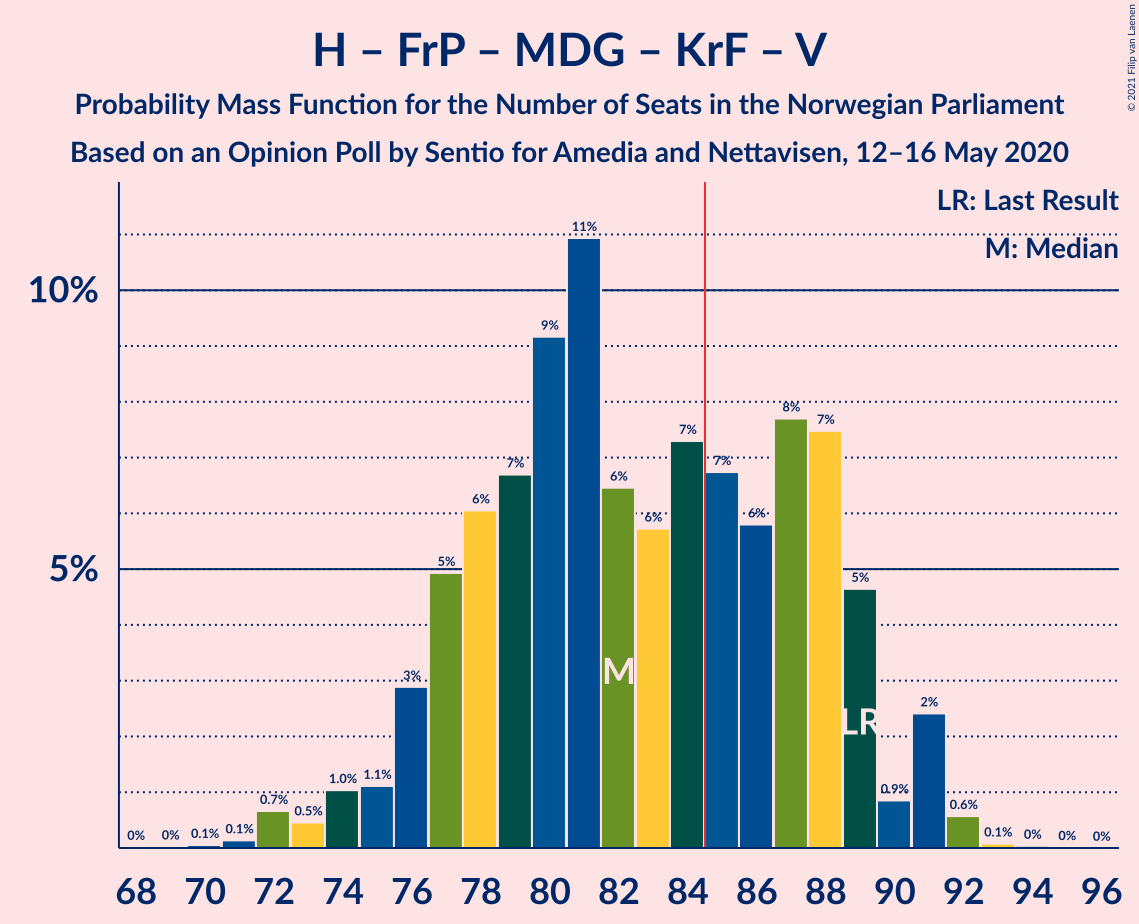 H – FrP – MDG – KrF – V
Probability Mass Function for the Number of Seats in the Norwegian Parliament
Based on an Opinion Poll by Sentio for Amedia and Nettavisen, 12–16 May 2020
© 2021 Filip van Laenen
LR: Last Result
M: Median
10%
5%
0% 0% 0.1% 0.1% 0.7% 0.5% 1.0% 1.1% 3% 5% 6% 7% 9% 11% 6% 6% 7% 7% 6% 8% 7% 5% 0.9% 2% 0.6% 0.1% 0% 0% 0%
M
LR
68 70 72 74 76 78 80 82 84 86 88 90 92 94 96